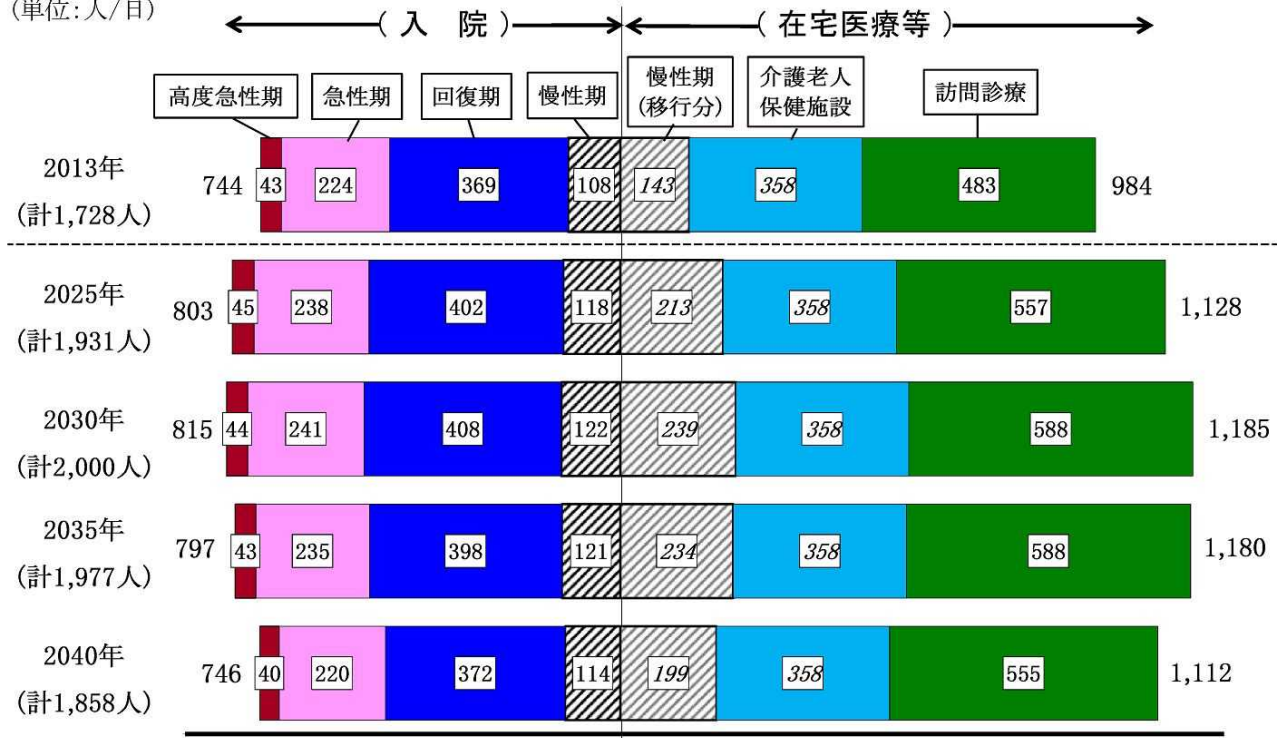 (単位:人/日)
(入 院) (在宅医療等)
高度急性期 急性期 回復期 慢性期 慢性期 介護老人 訪問診療
(移行分) 保健施設
2013年
(計1,728人) 744 43 224 369 108 143 358 483 984
2025年
(計1,931人) 803 45 238 402 118 213 358 557 1,128
2030年
(計2,000人) 815 44 241 408 122 239 358 588 1,185
2035年
(計1,977人) 797 43 235 398 121 234 358 588 1,180
2040年
(計1,858人) 746 40 220 372 114 199 358 555 1,112